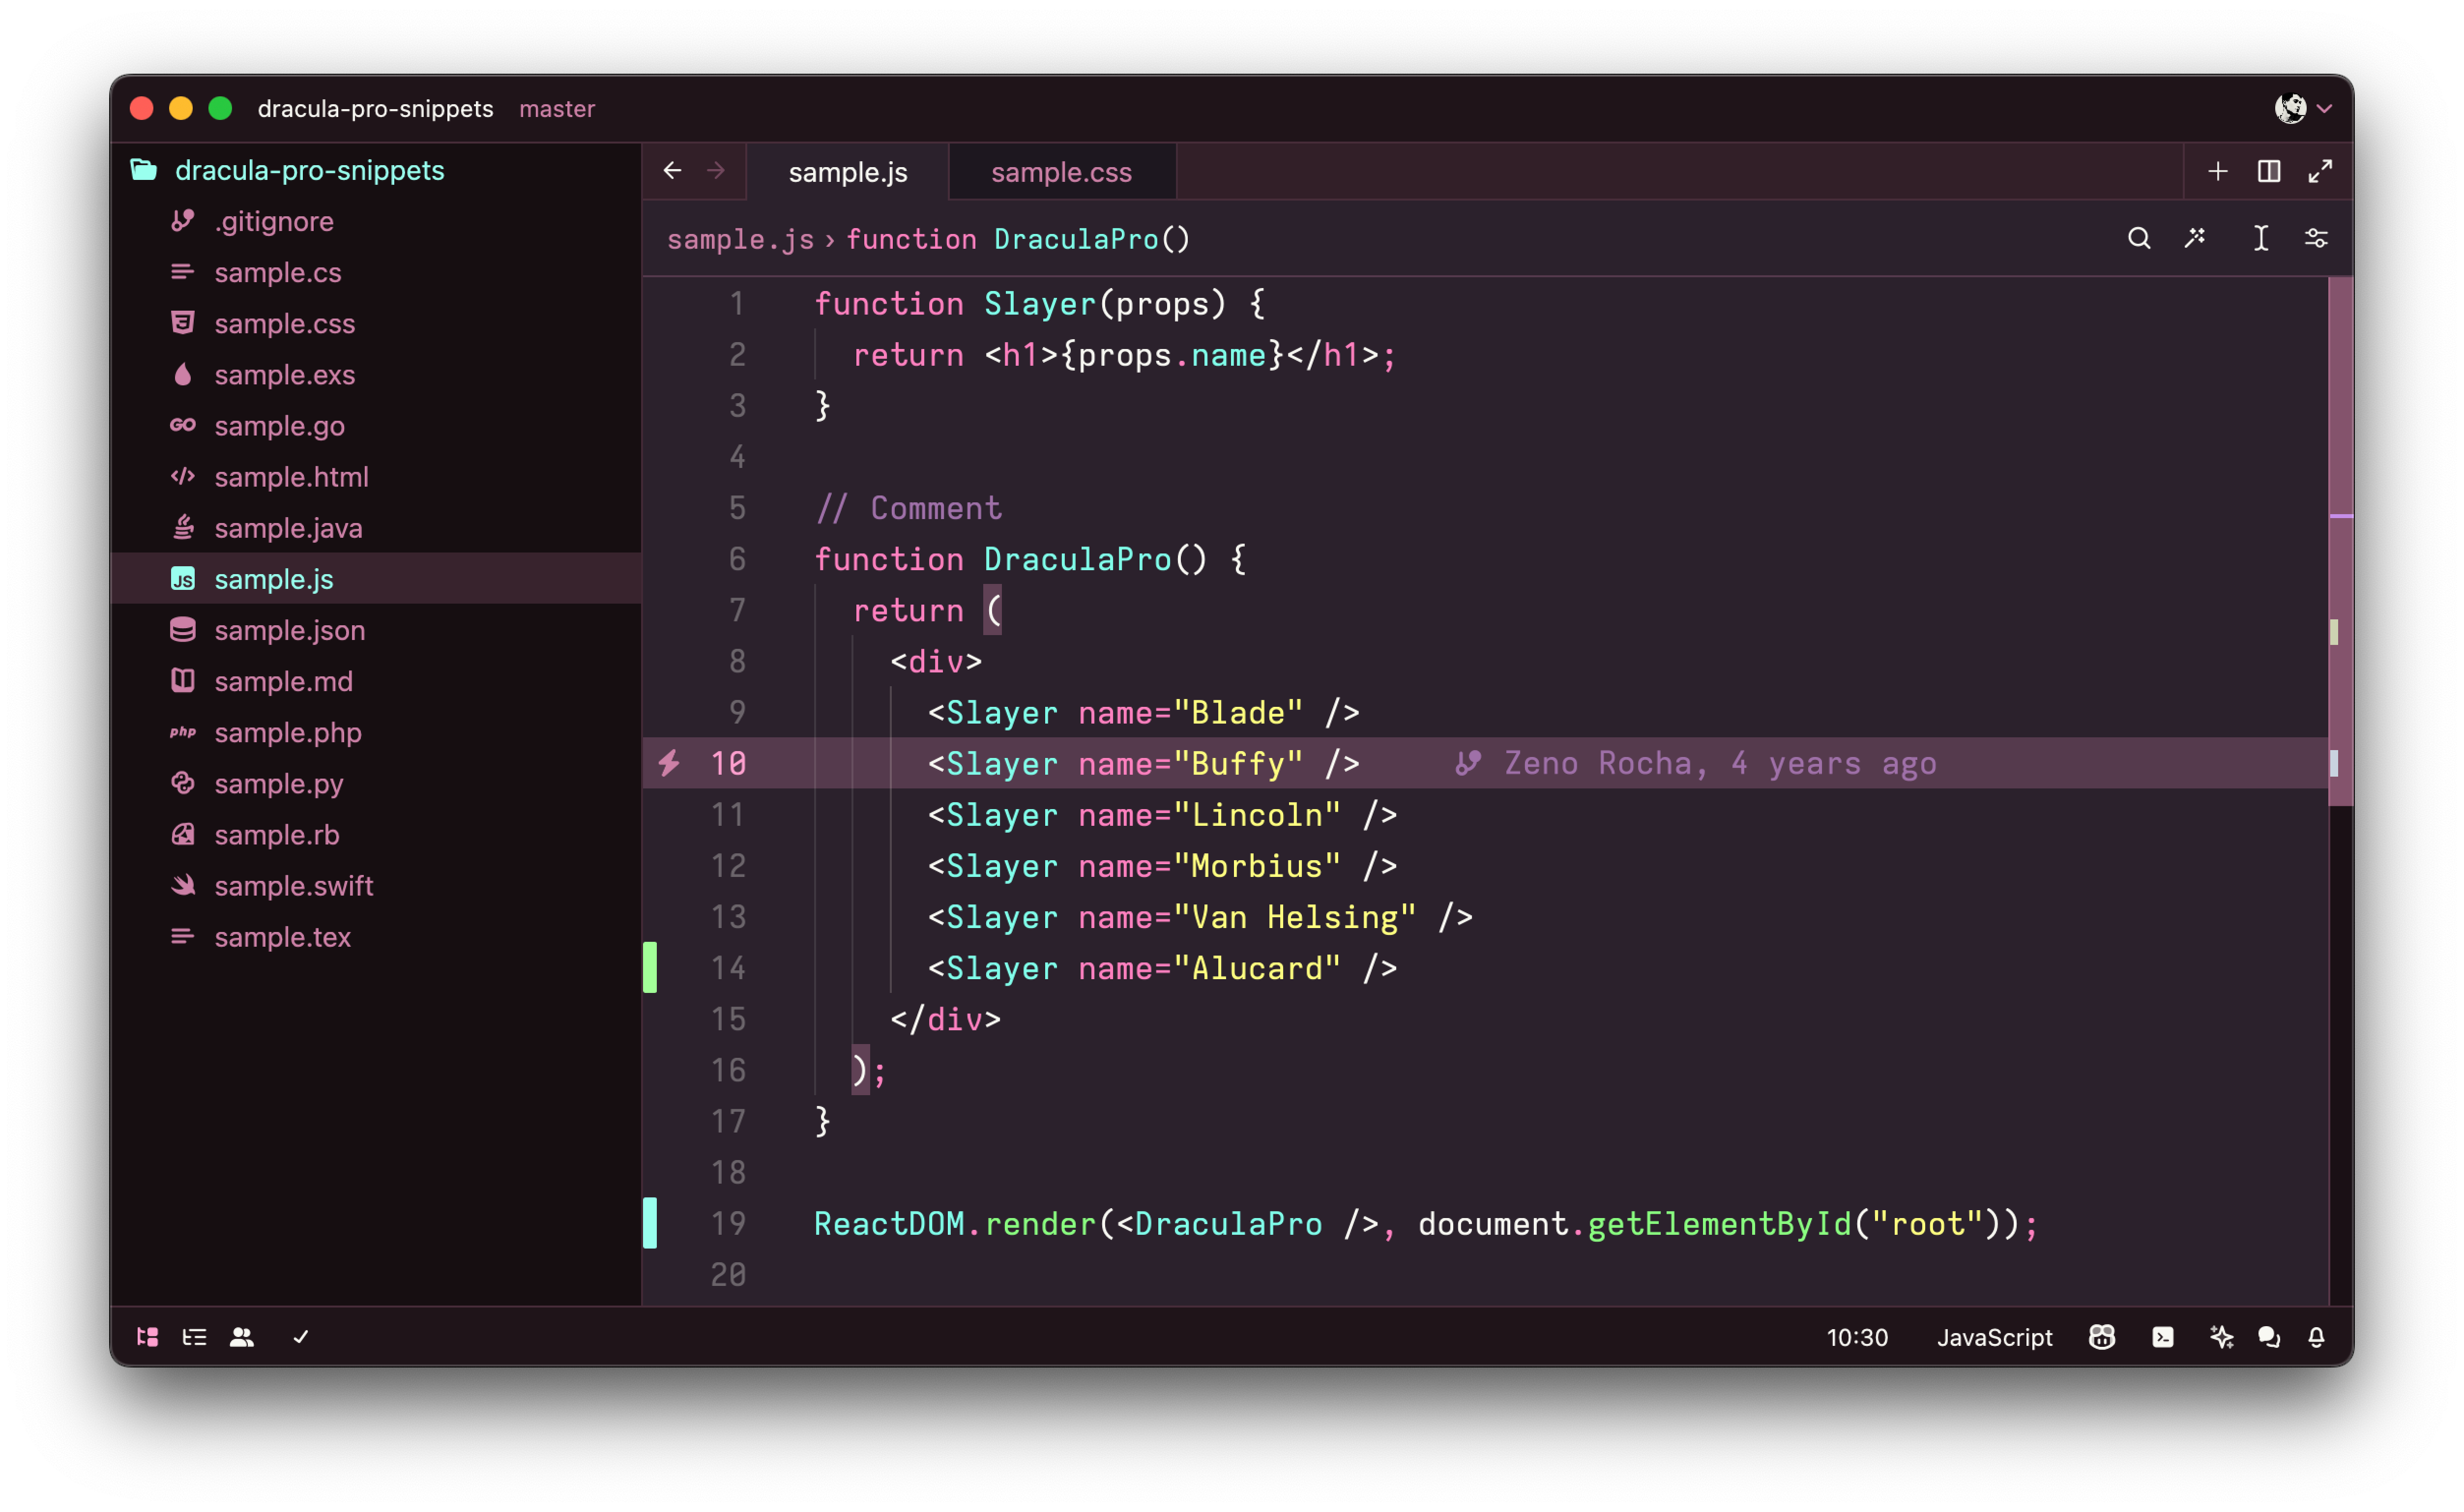 dracula-pro-snippets master
dracula-pro-snippets
.gitignore
sample.cs
sample.css
sample.exs
sample.go
sample.html
sample.java
sample.js
sample.json
sample.md
php sample.php
sample.py
sample.rb
sample.swift
sample.tex
sample.js sample.css
sample.js › function DraculaPro()
1 function Slayer(props) {
2 return <h1>{props.name}</h1>;
3 }
4
5 // Comment
6 function DraculaPro() {
7 return (
8 <div>
9 <Slayer name="Blade" />
10 <Slayer name="Buffy" /> Zeno Rocha, 4 years ago
11 <Slayer name="Lincoln" />
12 <Slayer name="Morbius" />
13 <Slayer name="Van Helsing" />
14 <Slayer name="Alucard" />
15 </div>
16 );
17 }
18
19 ReactDOM.render(<DraculaPro />, document.getElementById("root"));
20
10:30 JavaScript